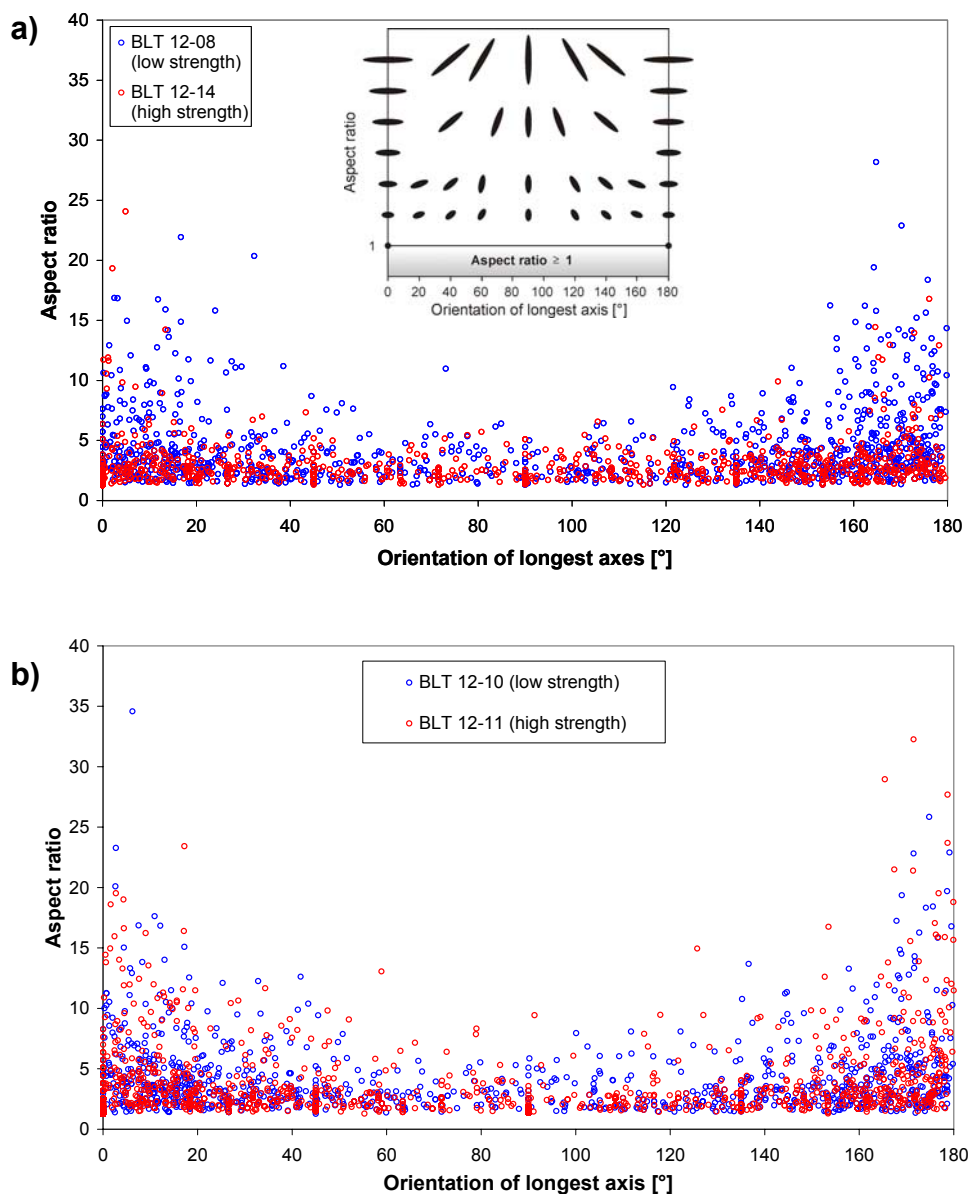 a)
40
35
30
25
20
15
10
5
0
Aspect ratio
BLT 12-08
(low strength)
BLT 12-14
(high strength)
Aspect ratio
1
Aspect ratio ≥ 1
0 20 40 60 80 100 120 140 160 180
Orientation of longest axis [°]
0 20 40 60 80 100 120 140 160 180
Orientation of longest axes [°]
b)
40
35
30
25
20
15
10
5
0
Aspect ratio
BLT 12-10 (low strength)
BLT 12-11 (high strength)
0 20 40 60 80 100 120 140 160 180
Orientation of longest axis [°]